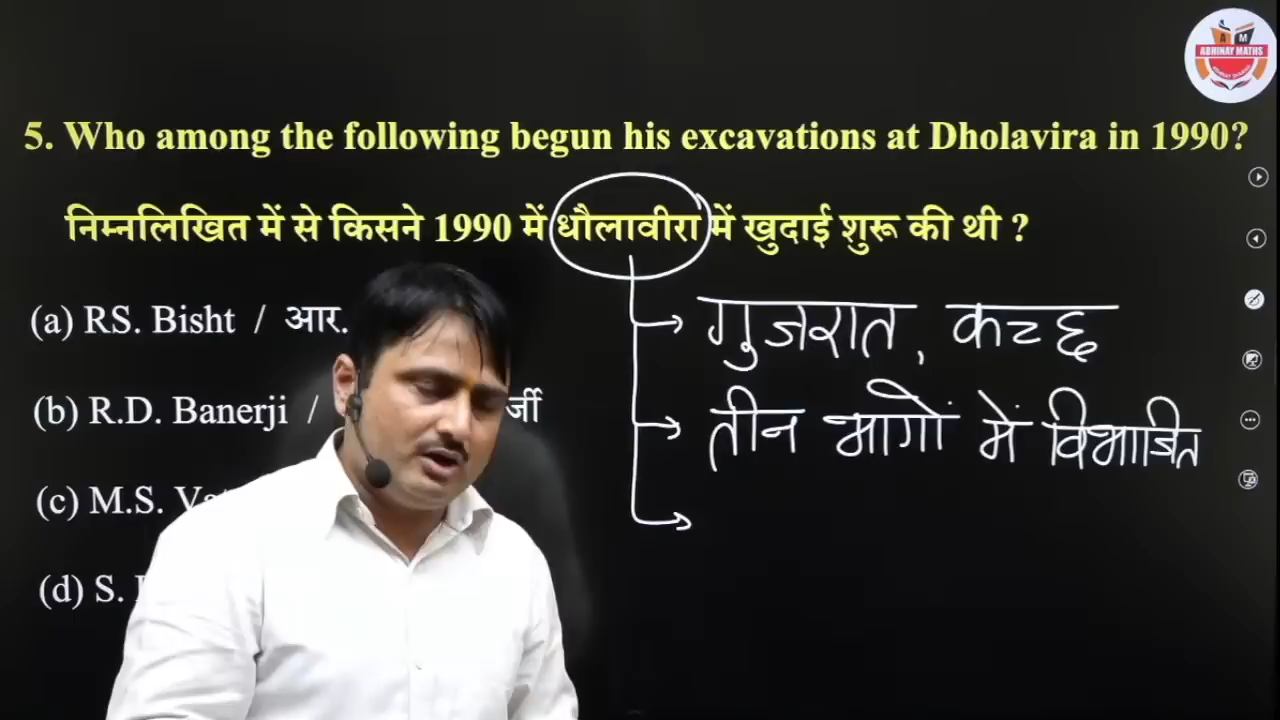 A M
ABHINAY MATHS
5. Who among the following begun his excavations at Dholavira in 1990?
निम्नलिखित में से किसने 1990 में धौलावीरा में खुदाई शुरू की थी ?
(a) RS. Bisht / आर.
(b) R.D. Banerji /
(c) M.S.
(d) S.
गुजरात, कच्छ
तीन भागों में विभाजित